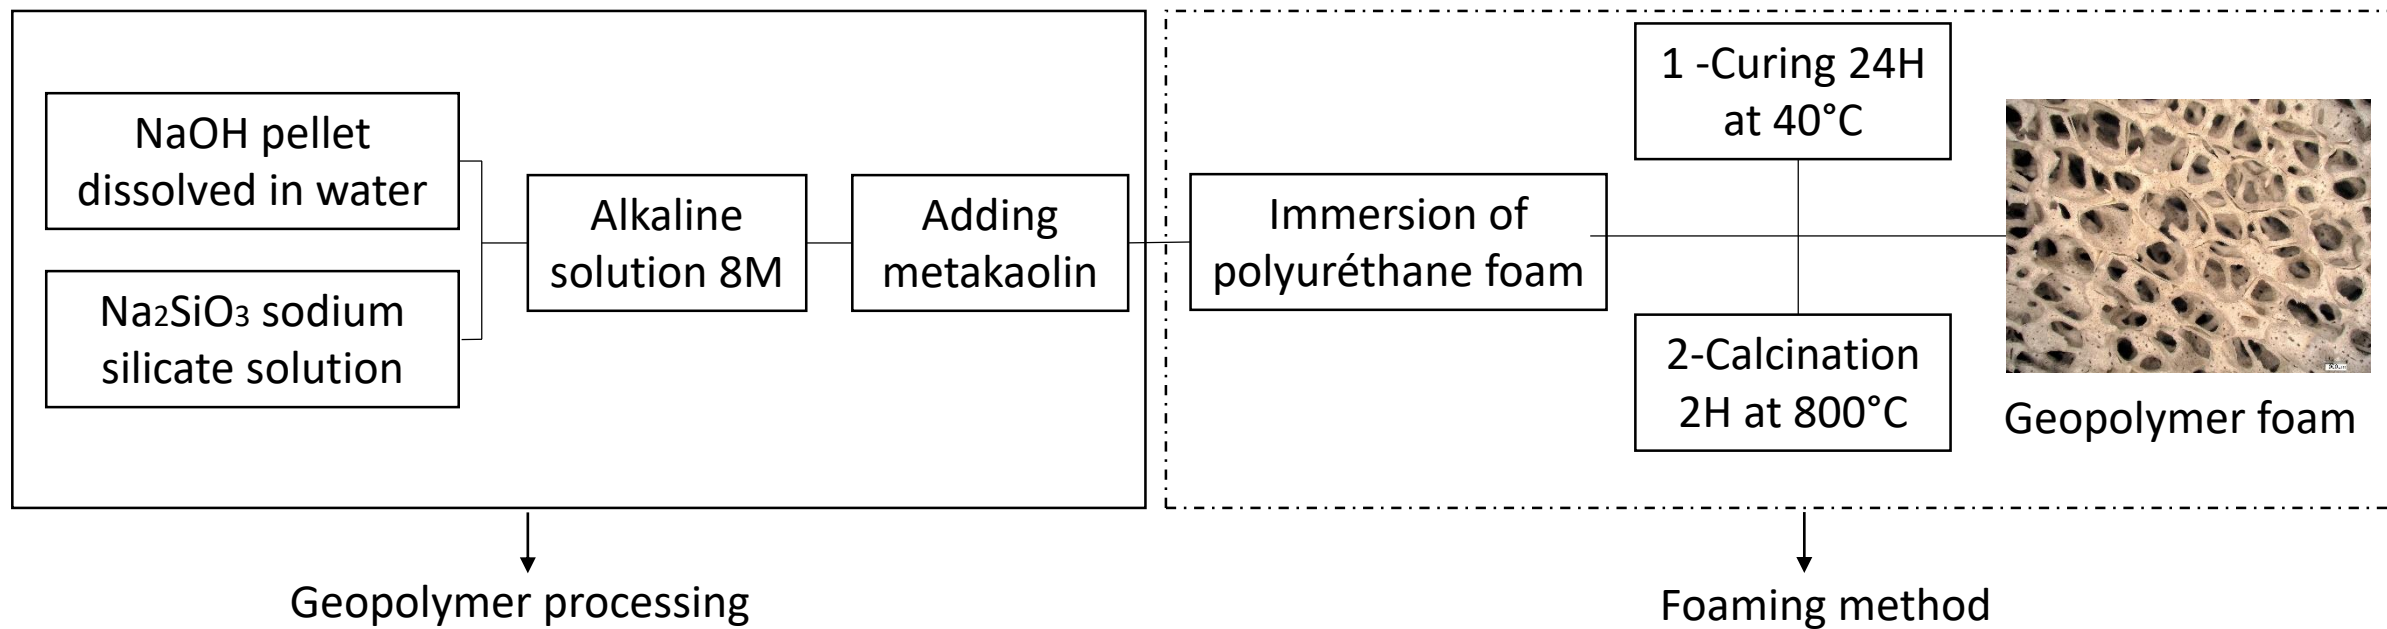 NaOH pellet
dissolved in water
Na2SiO3 sodium
silicate solution
Alkaline
solution 8M
Adding
metakaolin
Immersion of
polyuréthane foam
1 -Curing 24H
at 40°C
2-Calcination
2H at 800°C
Geopolymer foam
Geopolymer processing
Foaming method